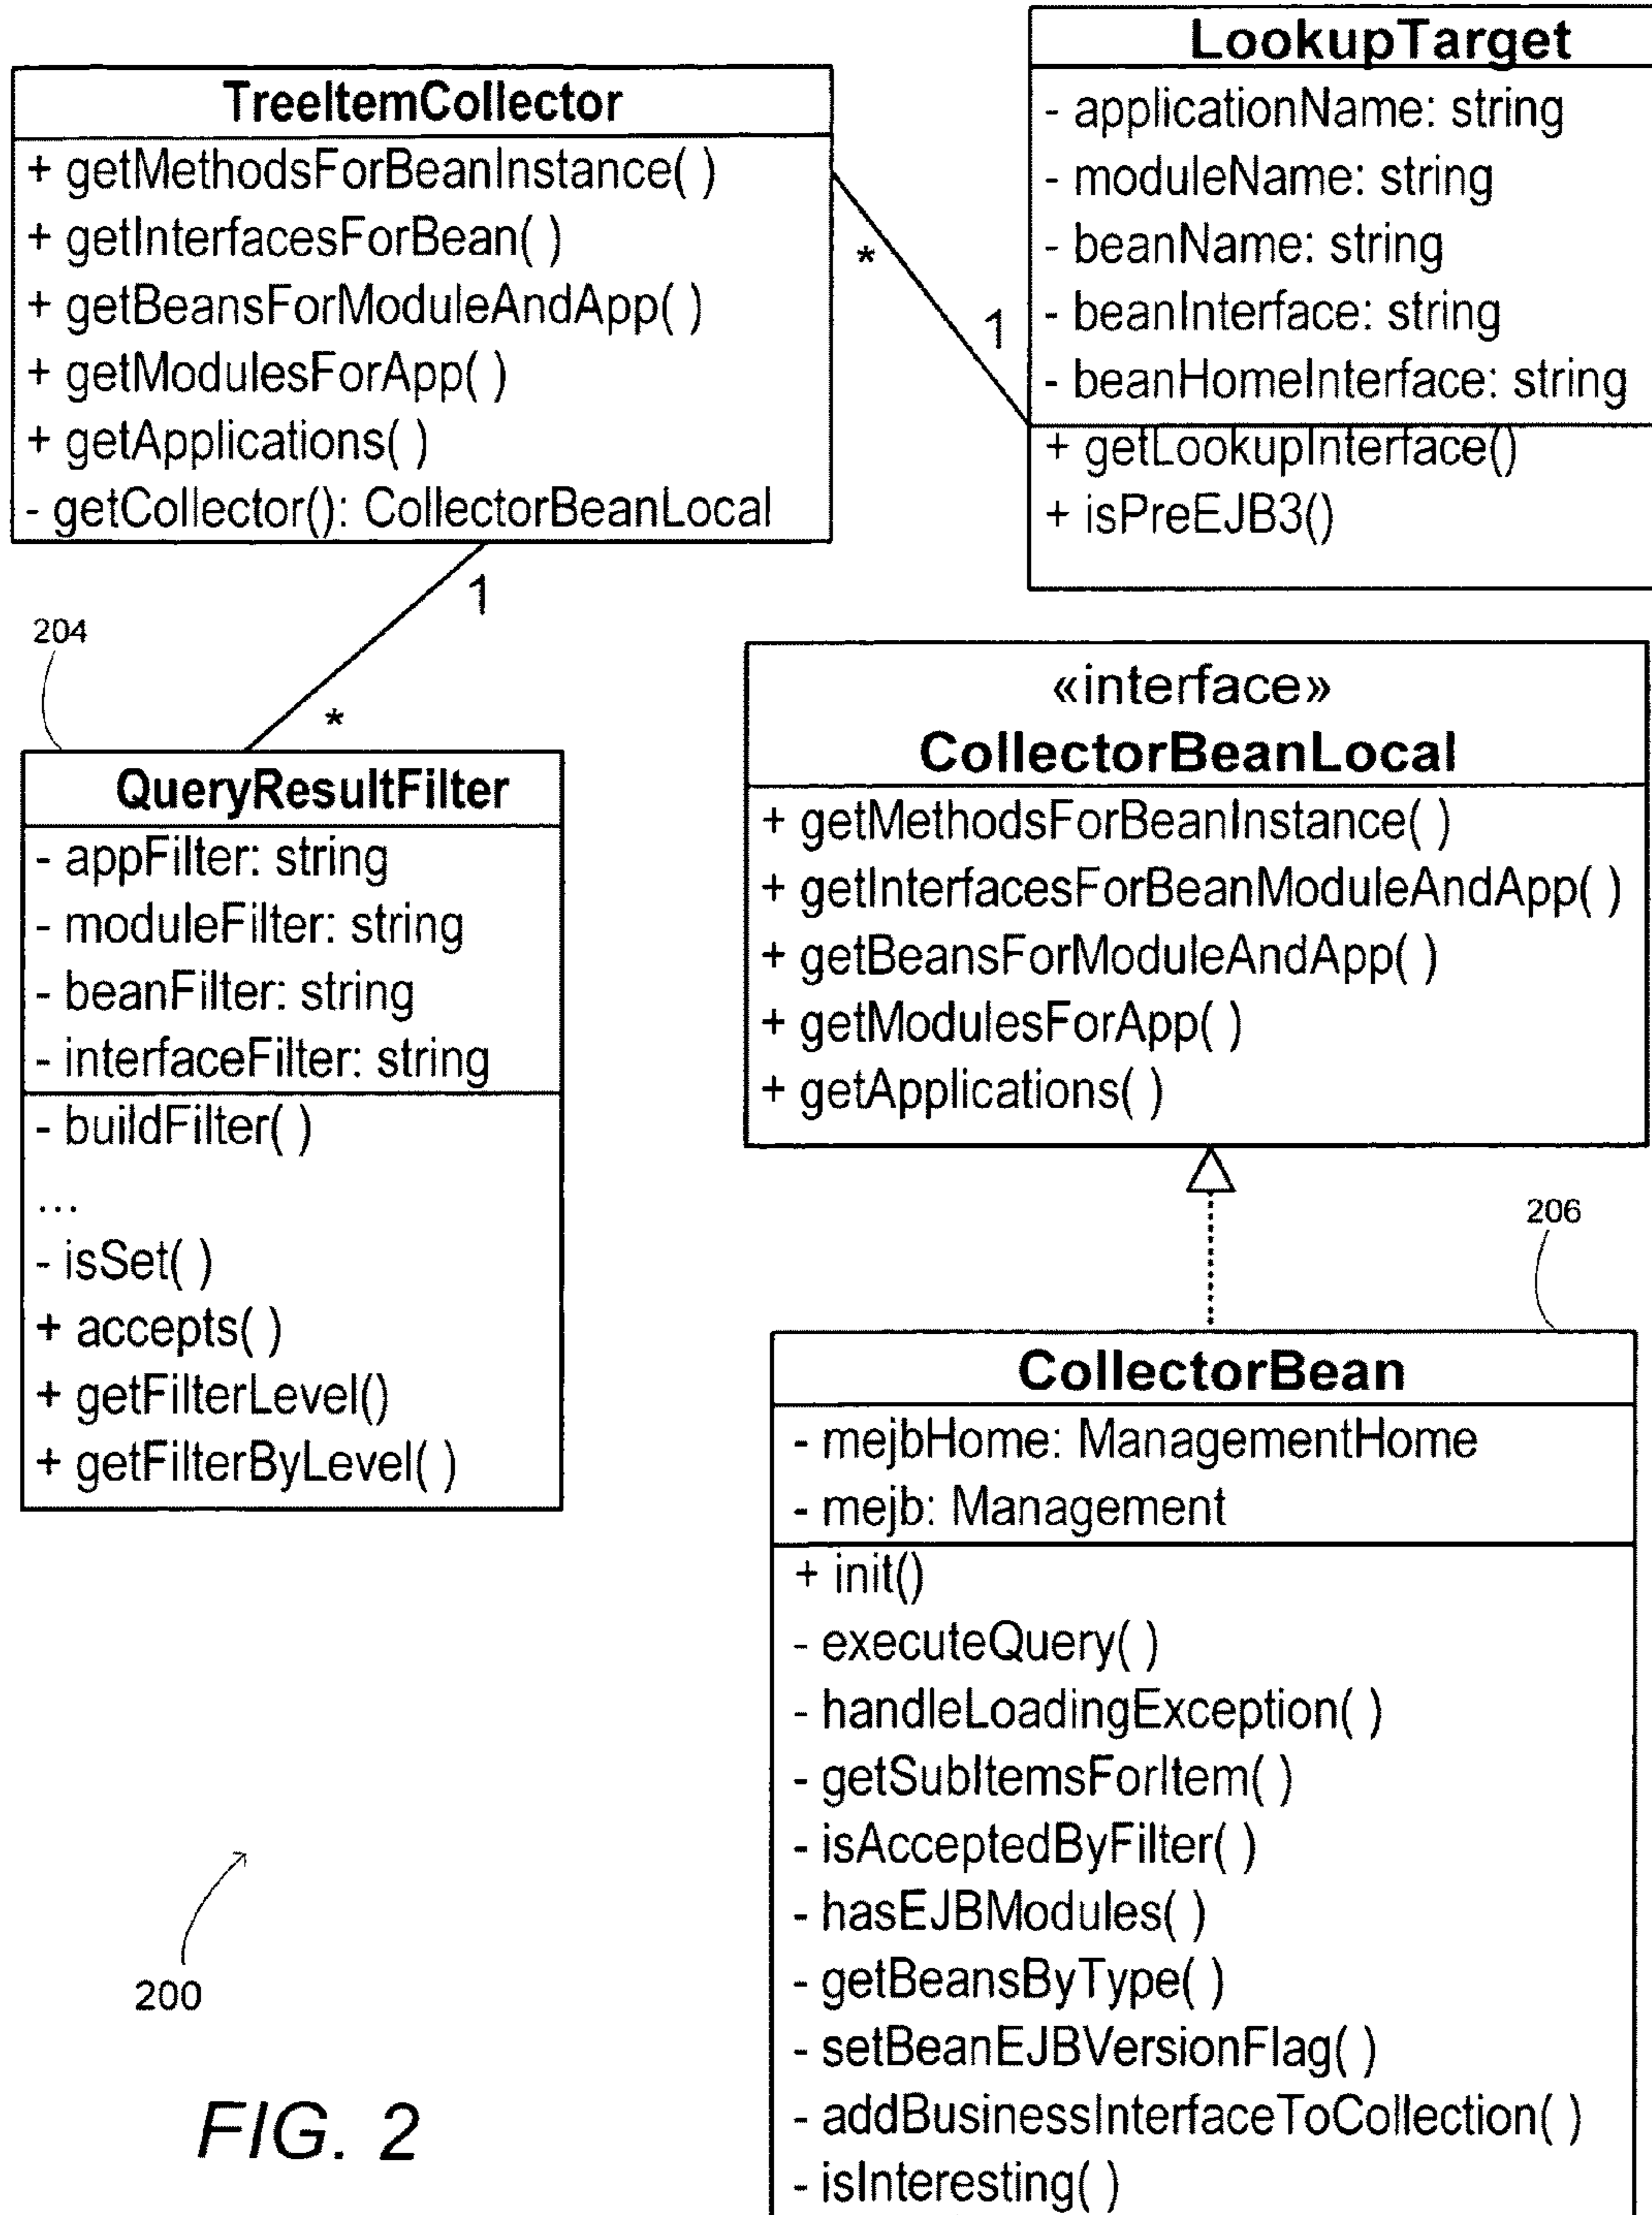 TreeItemCollector
+ getMethodsForBeanInstance( )
+ getInterfacesForBean( )
+ getBeansForModuleAndApp( )
+ getModulesForApp( )
+ getApplications( )
- getCollector(): CollectorBeanLocal
*
1
LookupTarget
- applicationName: string
- moduleName: string
- beanName: string
- beanInterface: string
- beanHomeInterface: string
+ getLookupInterface()
+ isPreEJB3()
1
*
204
QueryResultFilter
- appFilter: string
- moduleFilter: string
- beanFilter: string
- interfaceFilter: string
- buildFilter( )
...
- isSet( )
+ accepts( )
+ getFilterLevel()
+ getFilterByLevel( )
«interface»
CollectorBeanLocal
+ getMethodsForBeanInstance( )
+ getInterfacesForBeanModuleAndApp( )
+ getBeansForModuleAndApp( )
+ getModulesForApp( )
+ getApplications( )
206
CollectorBean
- mejbHome: ManagementHome
- mejb: Management
+ init()
- executeQuery( )
- handleLoadingException( )
- getSubItemsForItem( )
- isAcceptedByFilter( )
- hasEJBModules( )
- getBeansByType( )
- setBeanEJBVersionFlag( )
- addBusinessInterfaceToCollection( )
- isInteresting( )
200
FIG. 2